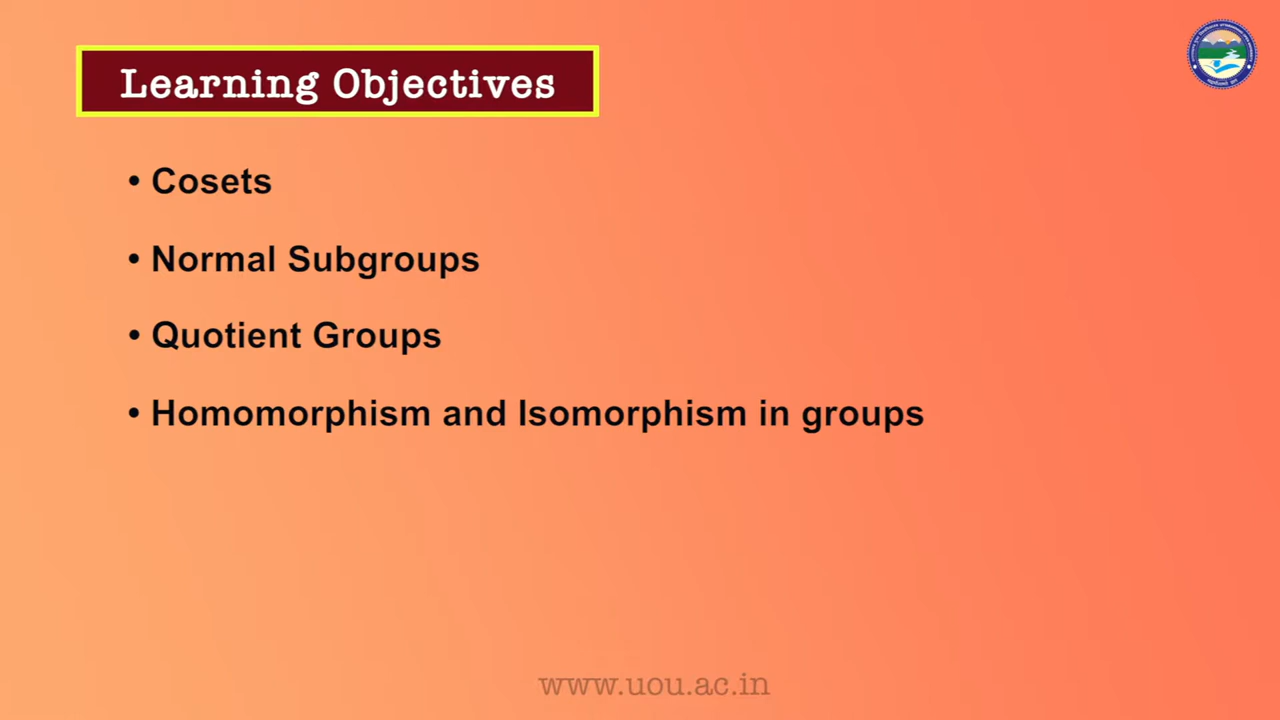 Learning Objectives
• Cosets
• Normal Subgroups
• Quotient Groups
• Homomorphism and Isomorphism in groups
www.uou.ac.in